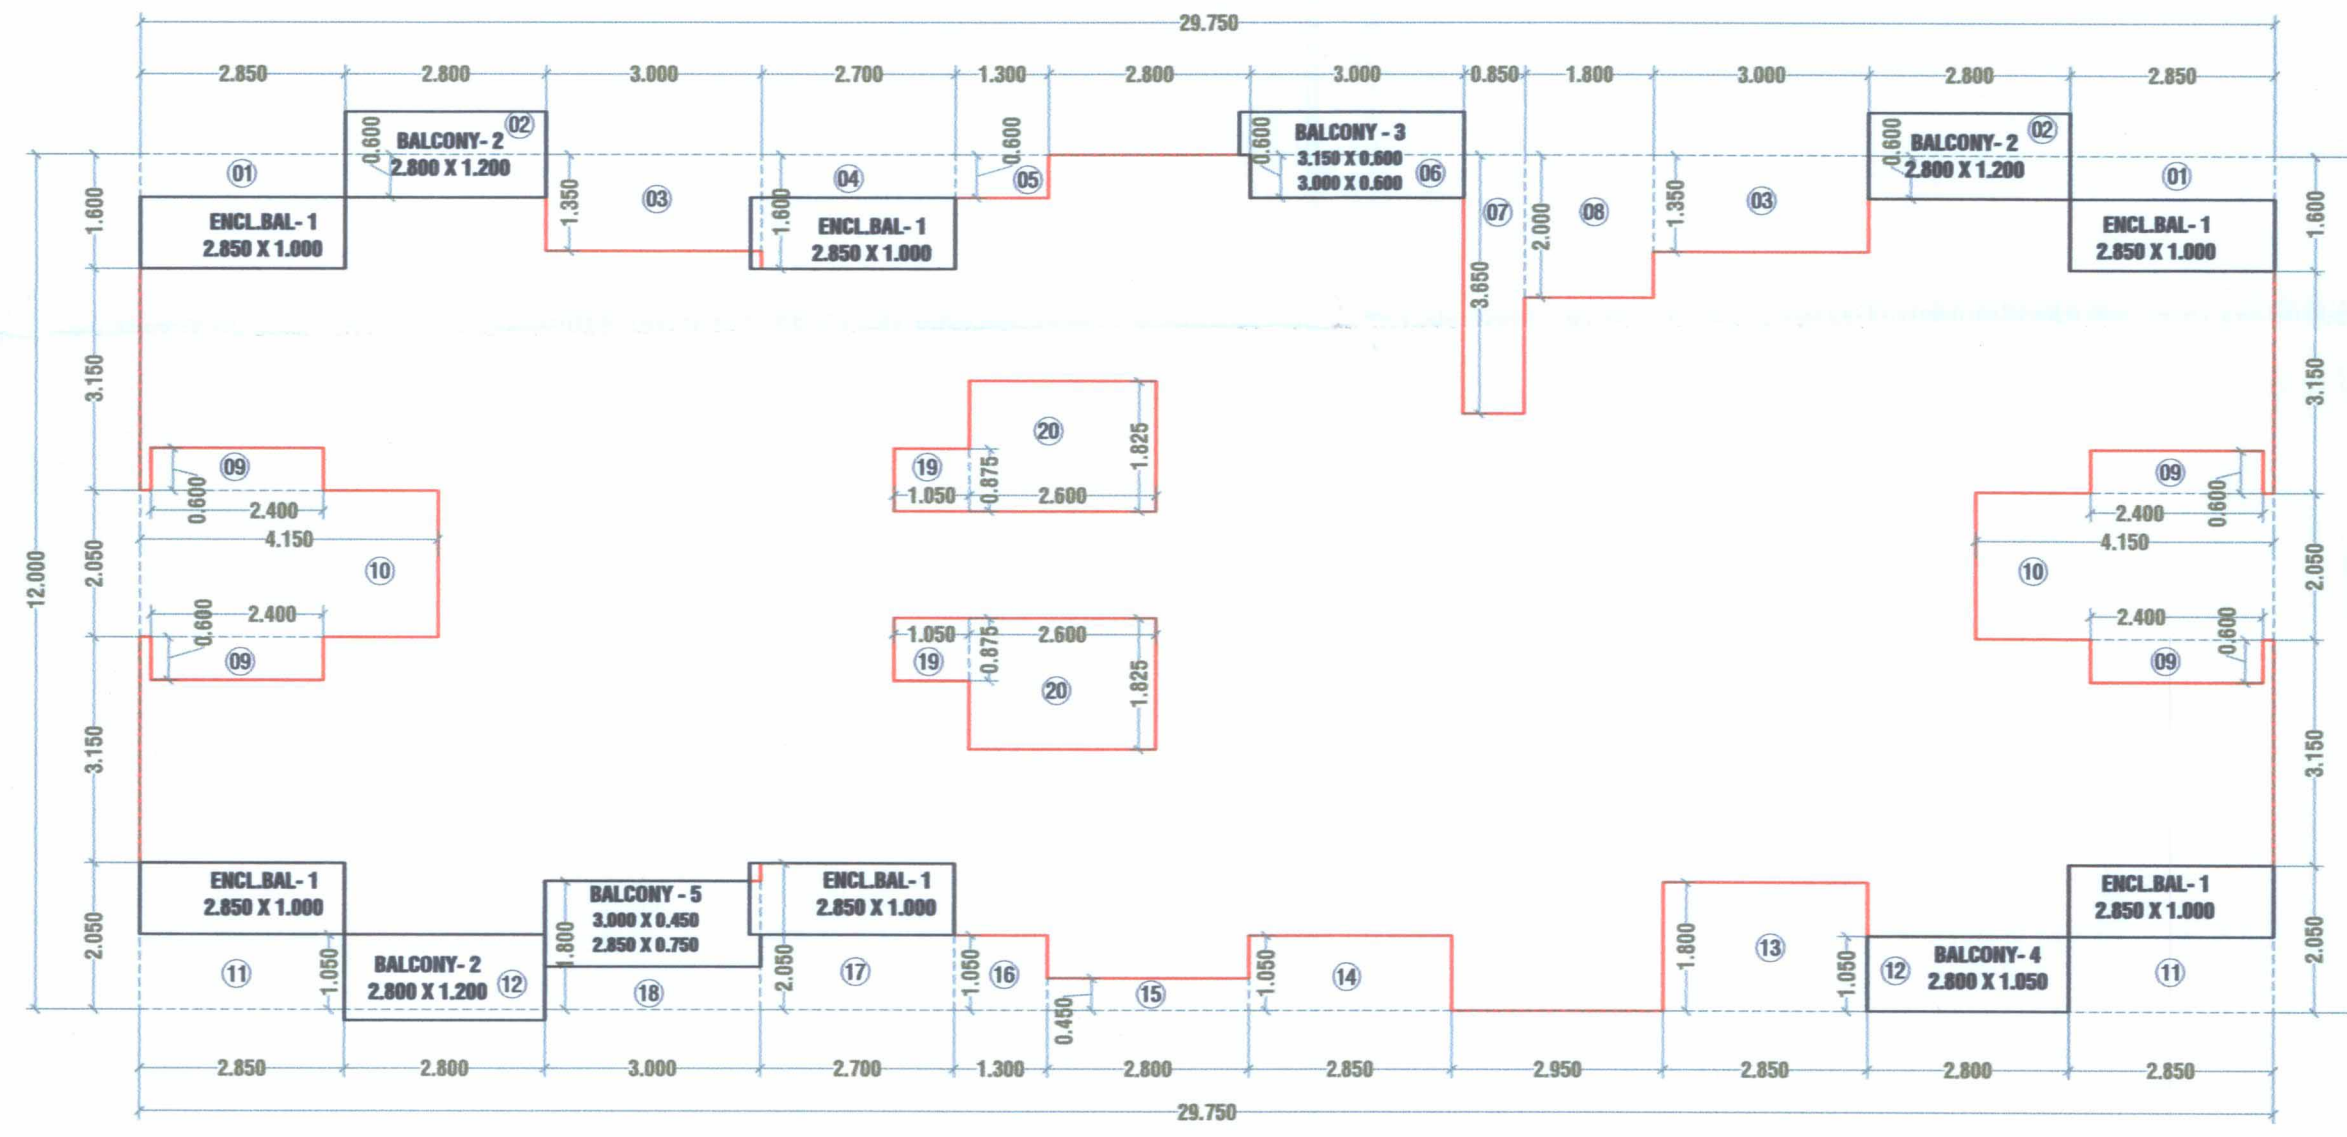 29.750
2.850 2.800 3.000 2.700 1.300 2.800 3.000 0.850 1.800 3.000 2.800 2.850
02
BALCONY- 2
2.800 X 1.200
0.600
01
ENCL.BAL- 1
2.850 X 1.000
1.350
03
1.600
04
ENCL.BAL- 1
2.850 X 1.000
0.600
05
0.600
BALCONY - 3
3.150 X 0.600
3.000 X 0.600
06
07
3.650
2.000
08
1.350
03
0.600
02
BALCONY- 2
2.800 X 1.200
01
ENCL.BAL- 1
2.850 X 1.000
1.600
3.150
2.050
3.150
2.050
12.000
1.600
3.150
2.050
3.150
2.050
09
0.600
2.400
4.150
10
2.400
0.600
09
20
1.825
19
0.875
1.050
2.600
1.050
2.600
0.875
19
20
1.825
09
0.600
2.400
4.150
10
2.400
0.600
09
ENCL.BAL- 1
2.850 X 1.000
11
1.050
BALCONY- 2
2.800 X 1.200
12
BALCONY - 5
3.000 X 0.450
2.850 X 0.750
1.800
18
ENCL.BAL- 1
2.850 X 1.000
2.050
17
1.050
16
0.450
15
1.050
14
1.800
13
1.050
12
BALCONY- 4
2.800 X 1.050
ENCL.BAL- 1
2.850 X 1.000
11
2.850 2.800 3.000 2.700 1.300 2.800 2.850 2.950 2.850 2.800 2.850
29.750